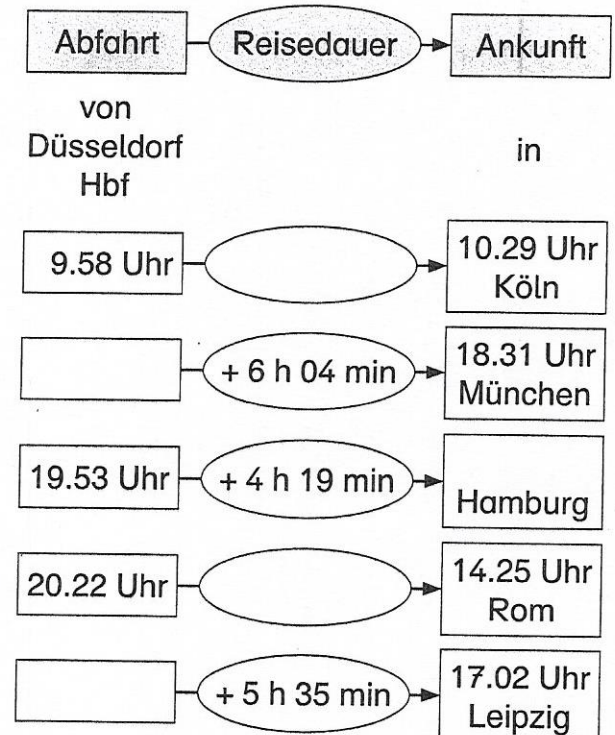 Abfahrt Reisedauer Ankunft
von
Düsseldorf
Hbf
in
9.58 Uhr
10.29 Uhr
Köln
+ 6 h 04 min
18.31 Uhr
München
19.53 Uhr
+ 4 h 19 min
Hamburg
20.22 Uhr
14.25 Uhr
Rom
+ 5 h 35 min
17.02 Uhr
Leipzig